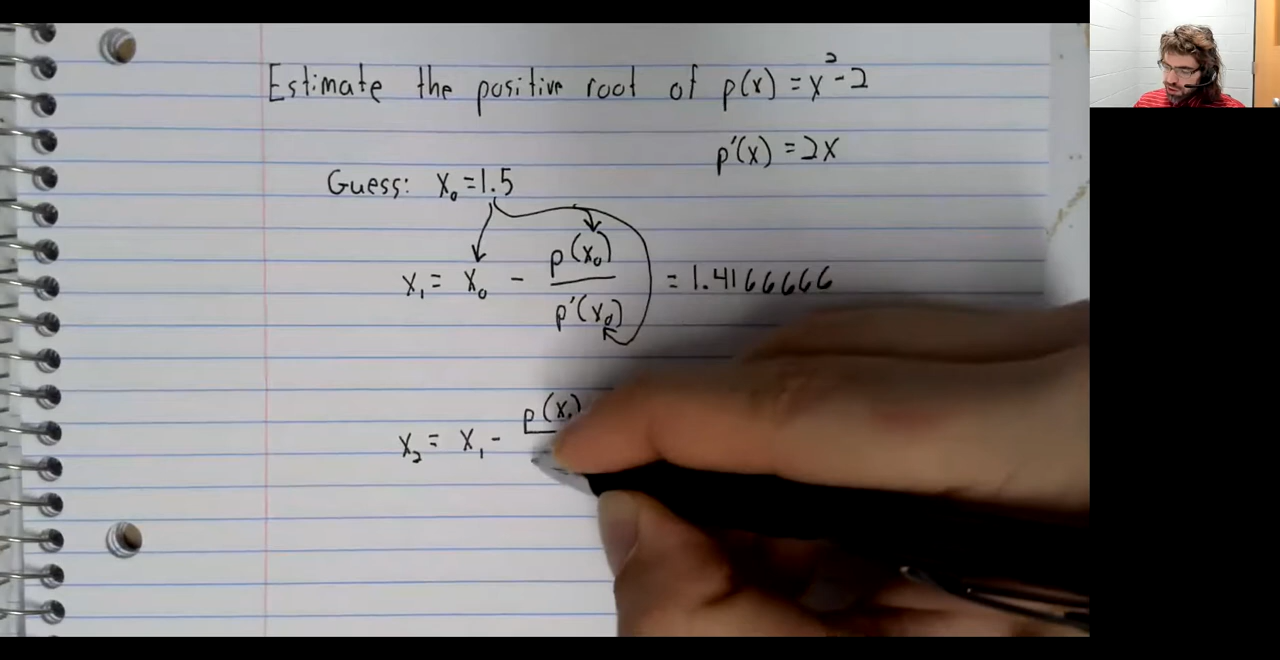 Estimate the positive root of p(x) = x² - 2
p'(x) = 2x
Guess: x₀ = 1.5
x₁ = x₀ - p(x₀) / p'(x₀) = 1.4166666
x₂ = x₁ - p(x₁)